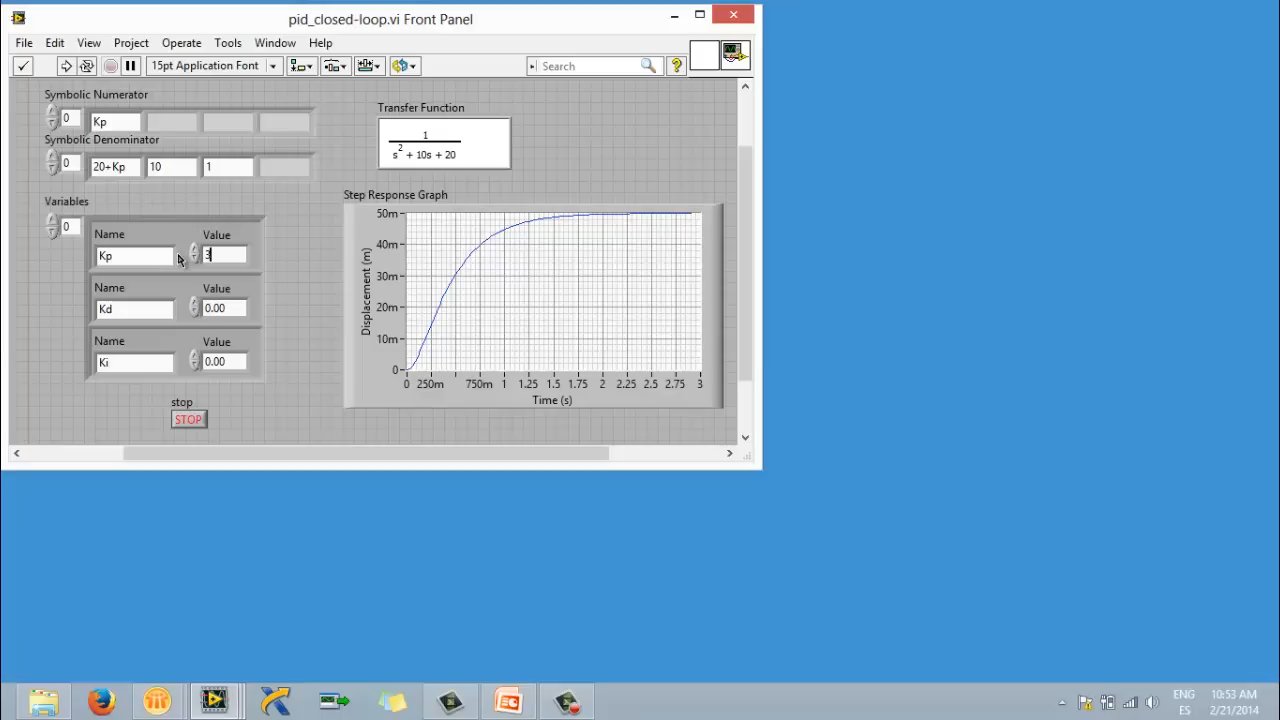 pid_closed-loop.vi Front Panel
File Edit View Project Operate Tools Window Help
15pt Application Font
Search
?
Symbolic Numerator
0 Kp
Symbolic Denominator
0 20+Kp 10 1
Variables
0
Name Value
Kp 3
Name Value
Kd 0.00
Name Value
Ki 0.00
stop
STOP
Transfer Function
1
s² + 10s + 20
Step Response Graph
Displacement (m)
50m
40m
30m
20m
10m
0
0 250m 750m 1 1.25 1.5 1.75 2 2.25 2.5 2.75 3
Time (s)
ENG
ES
10:53 AM
2/21/2014